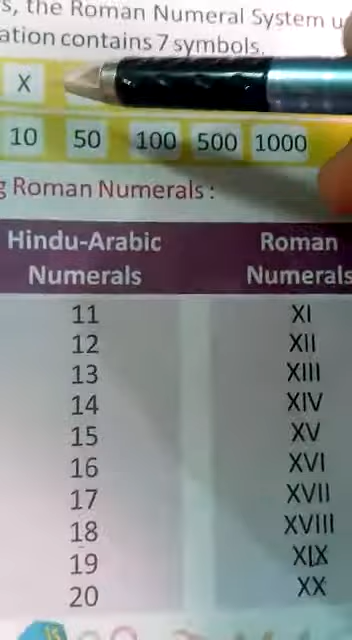 s, the Roman Numeral System u
ation contains 7 symbols.
X
10 50 100 500 1000
g Roman Numerals :
Hindu-Arabic Numerals Roman Numerals
11 XI
12 XII
13 XIII
14 XIV
15 XV
16 XVI
17 XVII
18 XVIII
19 XIX
20 XX
15